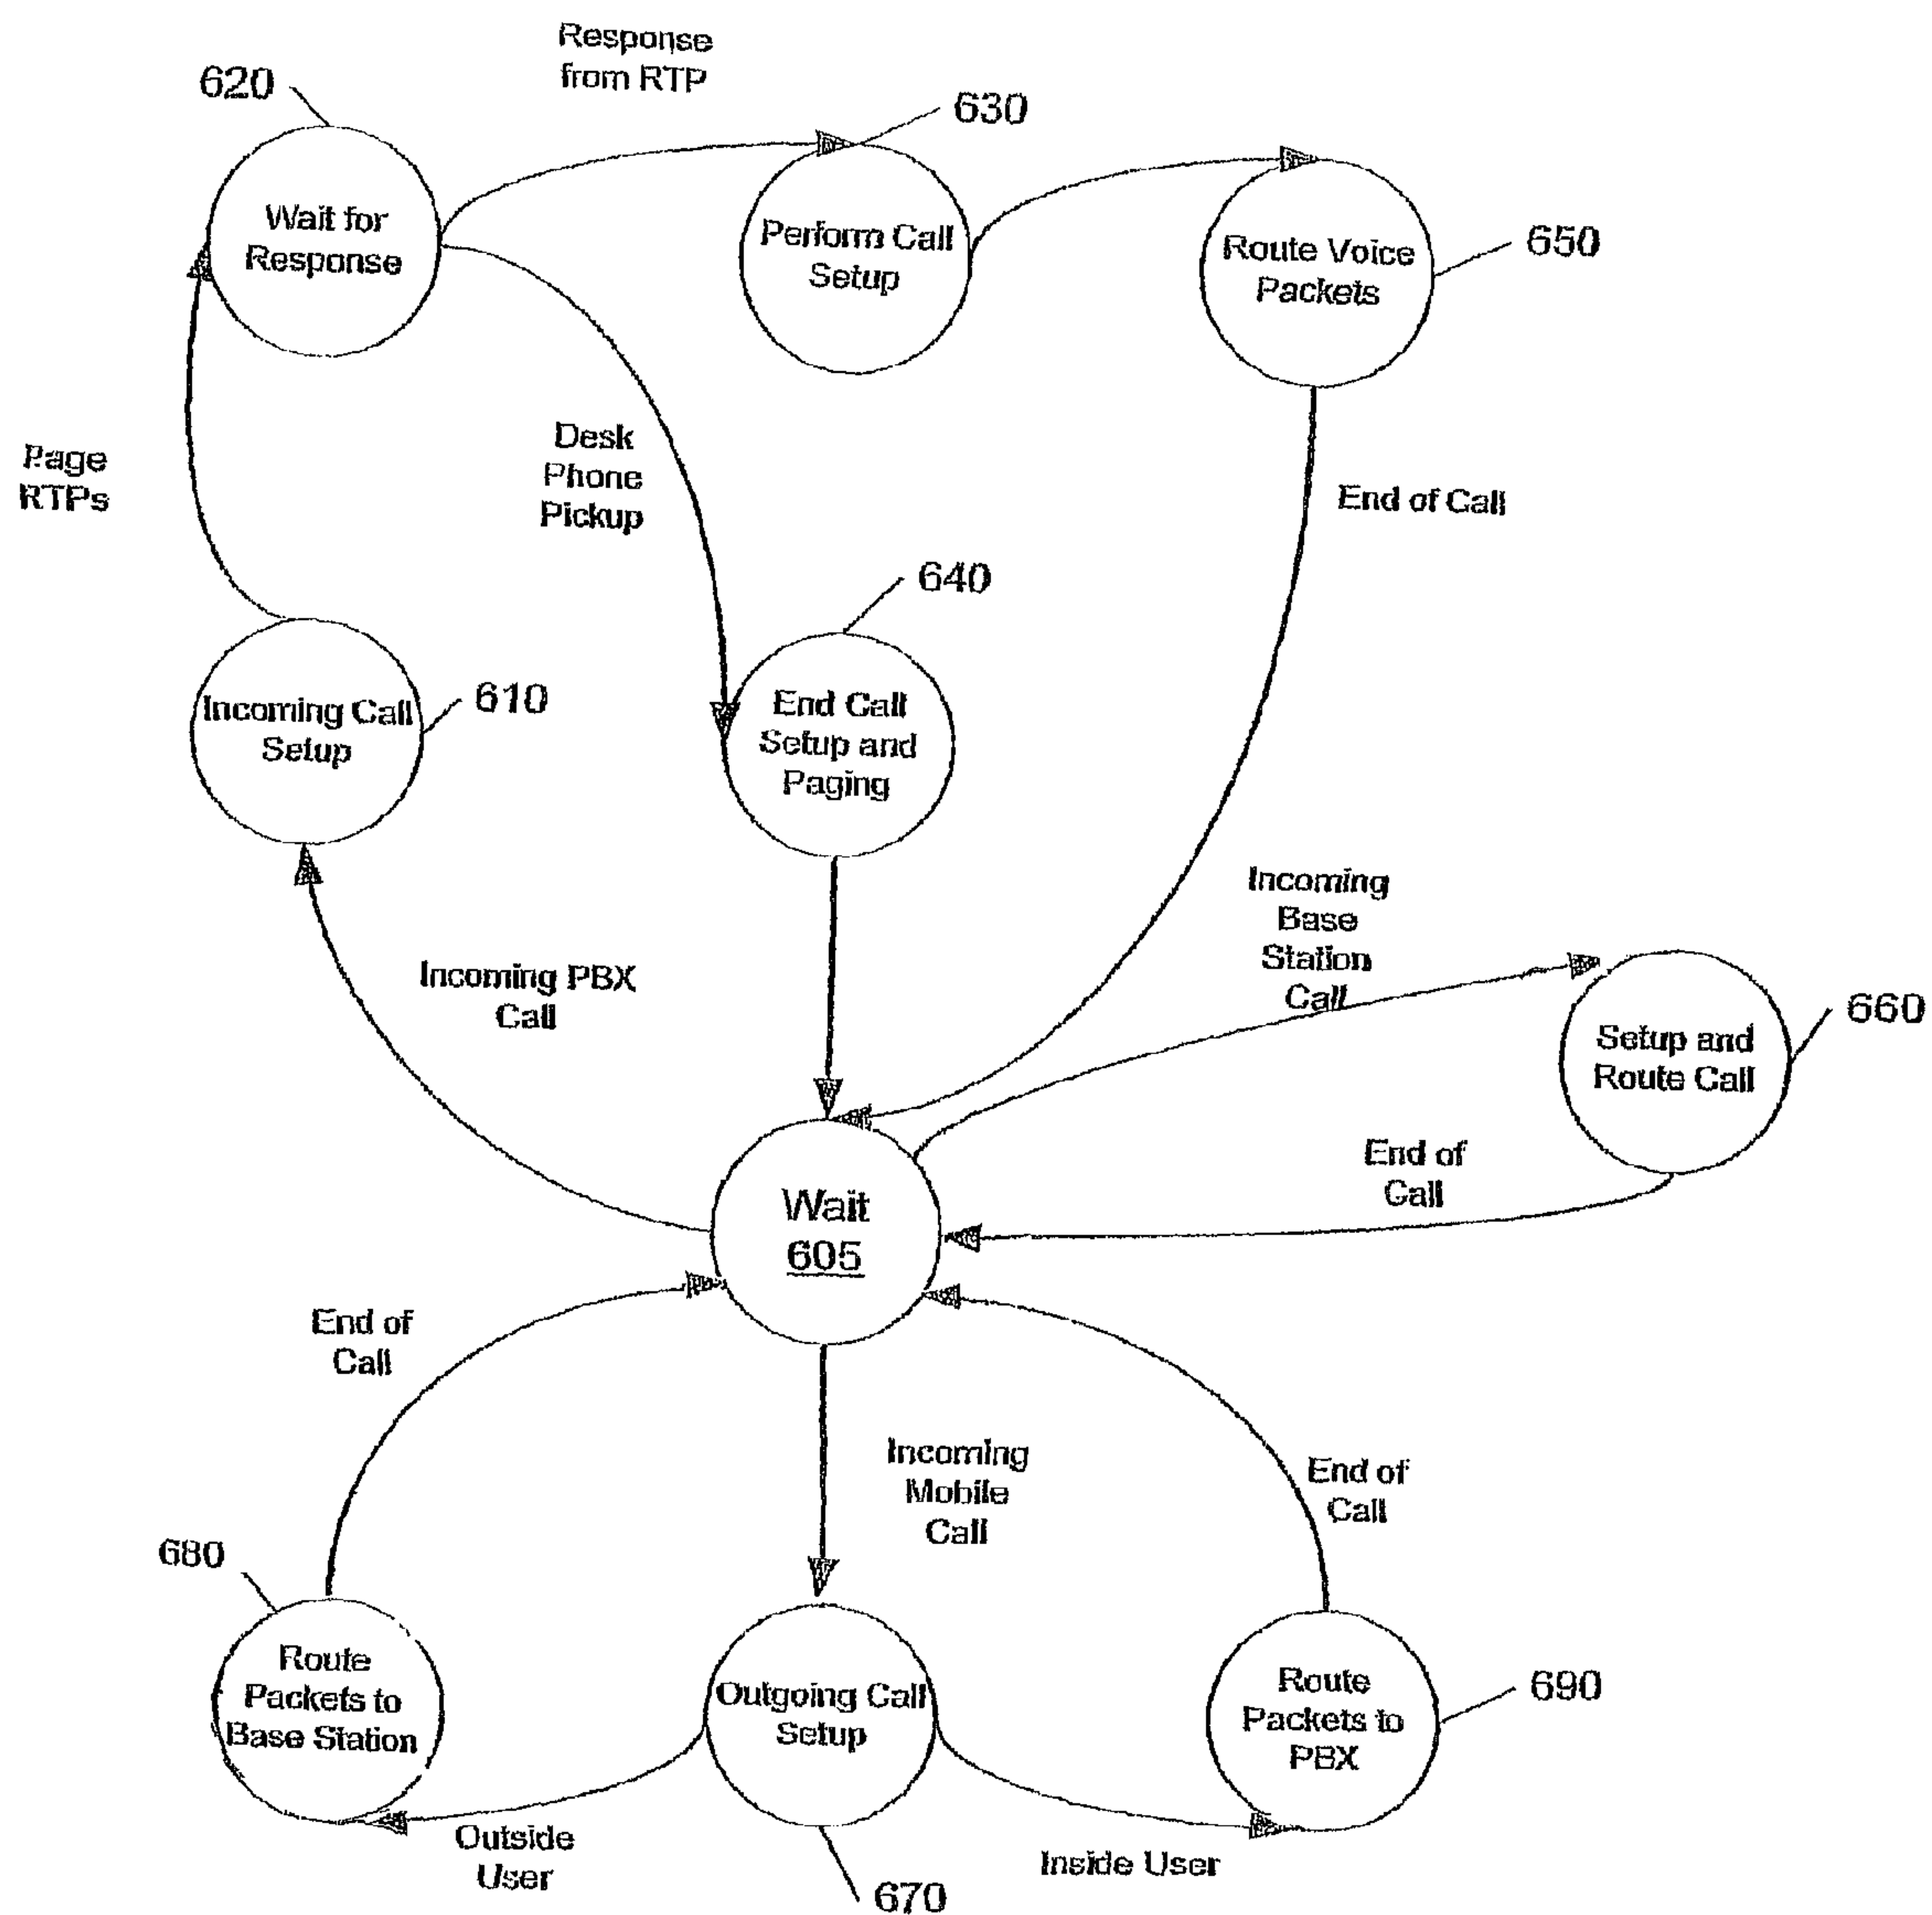 Response
from RTP
620
630
Wait for
Response
Perform Call
Setup
Route Voice
Packets
650
Page
RTPs
Desk
Phone
Pickup
End of Call
640
Incoming Call
Setup
610
End Call
Setup and
Paging
Incoming PBX
Call
Incoming
Base
Station
Call
Setup and
Route Call
660
End of
Call
Wait
605
End of
Call
Incoming
Mobile
Call
End of
Call
680
Route
Packets to
Base Station
Outgoing Call
Setup
Route
Packets to
PBX
690
Outside
User
Inside User
670